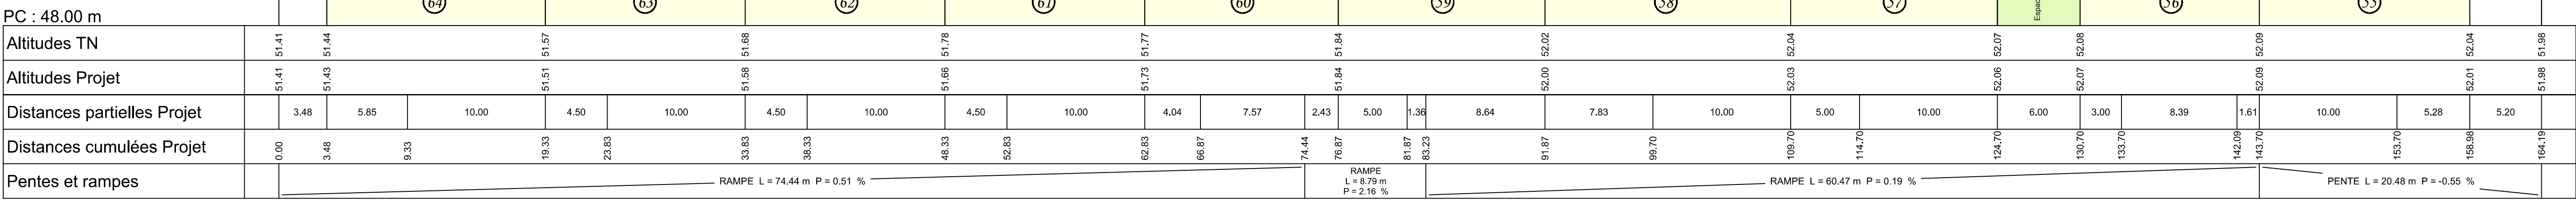 64 63 62 61 60 59 58 57 Espac 56 55
PC : 48.00 m
Altitudes TN 51.41 51.44 51.57 51.68 51.78 51.77 51.84 52.02 52.04 52.07 52.08 52.09 52.04 51.98
Altitudes Projet 51.41 51.43 51.51 51.58 51.66 51.73 51.84 52.00 52.03 52.06 52.07 52.09 52.01 51.98
Distances partielles Projet 3.48 5.85 10.00 4.50 10.00 4.50 10.00 4.50 10.00 4.04 7.57 2.43 5.00 1.36 8.64 7.83 10.00 5.00 10.00 6.00 3.00 8.39 1.61 10.00 5.28 5.20
Distances cumulées Projet 0.00 3.48 9.33 19.33 23.83 33.83 38.33 48.33 52.83 62.83 66.87 74.44 76.87 81.87 83.23 91.87 99.70 109.70 114.70 124.70 130.70 133.70 142.09 143.70 153.70 158.98 164.19
Pentes et rampes RAMPE L = 74.44 m P = 0.51 %
RAMPE
L = 8.79 m
P = 2.16 %
RAMPE L = 60.47 m P = 0.19 %
PENTE L = 20.48 m P = -0.55 %